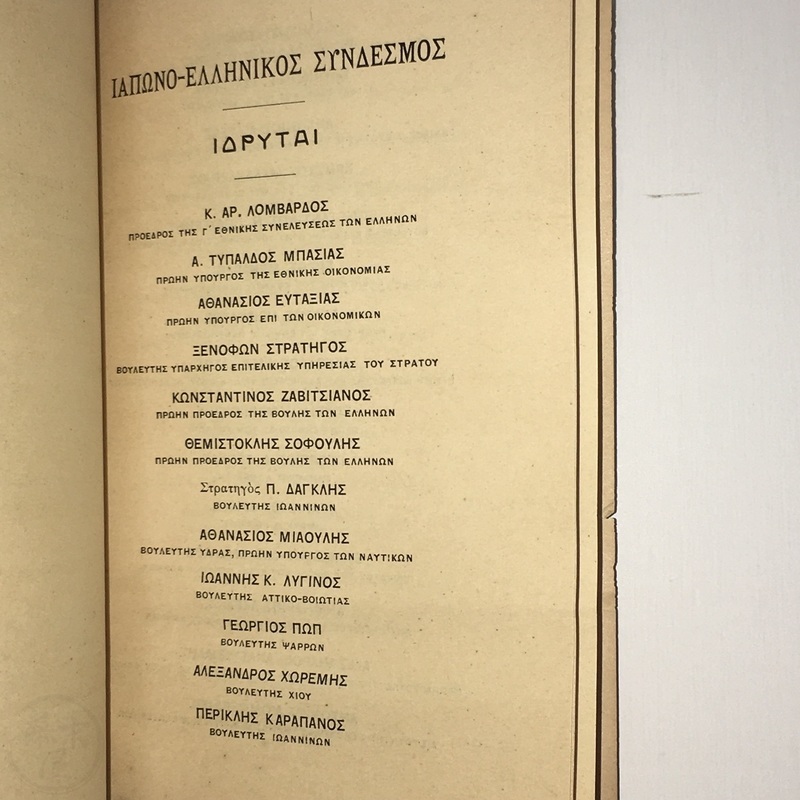 ΙΑΠΩΝΟ-ΕΛΛΗΝΙΚΟΣ ΣΥΝΔΕΣΜΟΣ
ΙΔΡΥΤΑΙ
Κ. ΑΡ. ΛΟΜΒΑΡΔΟΣ
ΠΡΟΕΔΡΟΣ ΤΗΣ Γ΄ ΕΘΝΙΚΗΣ ΣΥΝΕΛΕΥΣΕΩΣ ΤΩΝ ΕΛΛΗΝΩΝ
Α. ΤΥΠΑΛΔΟΣ ΜΠΑΣΙΑΣ
ΠΡΩΗΝ ΥΠΟΥΡΓΟΣ ΤΗΣ ΕΘΝΙΚΗΣ ΟΙΚΟΝΟΜΙΑΣ
ΑΘΑΝΑΣΙΟΣ ΕΥΤΑΞΙΑΣ
ΠΡΩΗΝ ΥΠΟΥΡΓΟΣ ΕΠΙ ΤΩΝ ΟΙΚΟΝΟΜΙΚΩΝ
ΞΕΝΟΦΩΝ ΣΤΡΑΤΗΓΟΣ
ΒΟΥΛΕΥΤΗΣ ΥΠΑΡΧΗΓΟΣ ΕΠΙΤΕΛΙΚΗΣ ΥΠΗΡΕΣΙΑΣ ΤΟΥ ΣΤΡΑΤΟΥ
ΚΩΝΣΤΑΝΤΙΝΟΣ ΖΑΒΙΤΣΙΑΝΟΣ
ΠΡΩΗΝ ΠΡΟΕΔΡΟΣ ΤΗΣ ΒΟΥΛΗΣ ΤΩΝ ΕΛΛΗΝΩΝ
ΘΕΜΙΣΤΟΚΛΗΣ ΣΟΦΟΥΛΗΣ
ΠΡΩΗΝ ΠΡΟΕΔΡΟΣ ΤΗΣ ΒΟΥΛΗΣ ΤΩΝ ΕΛΛΗΝΩΝ
Στρατηγὸς Π. ΔΑΓΚΛΗΣ
ΒΟΥΛΕΥΤΗΣ ΙΩΑΝΝΙΝΩΝ
ΑΘΑΝΑΣΙΟΣ ΜΙΑΟΥΛΗΣ
ΒΟΥΛΕΥΤΗΣ ΥΔΡΑΣ, ΠΡΩΗΝ ΥΠΟΥΡΓΟΣ ΤΩΝ ΝΑΥΤΙΚΩΝ
ΙΩΑΝΝΗΣ Κ. ΛΥΓΙΝΟΣ
ΒΟΥΛΕΥΤΗΣ ΑΤΤΙΚΟ-ΒΟΙΩΤΙΑΣ
ΓΕΩΡΓΙΟΣ ΠΩΠ
ΒΟΥΛΕΥΤΗΣ ΨΑΡΡΩΝ
ΑΛΕΞΑΝΔΡΟΣ ΧΩΡΕΜΗΣ
ΒΟΥΛΕΥΤΗΣ ΧΙΟΥ
ΠΕΡΙΚΛΗΣ ΚΑΡΑΠΑΝΟΣ
ΒΟΥΛΕΥΤΗΣ ΙΩΑΝΝΙΝΩΝ